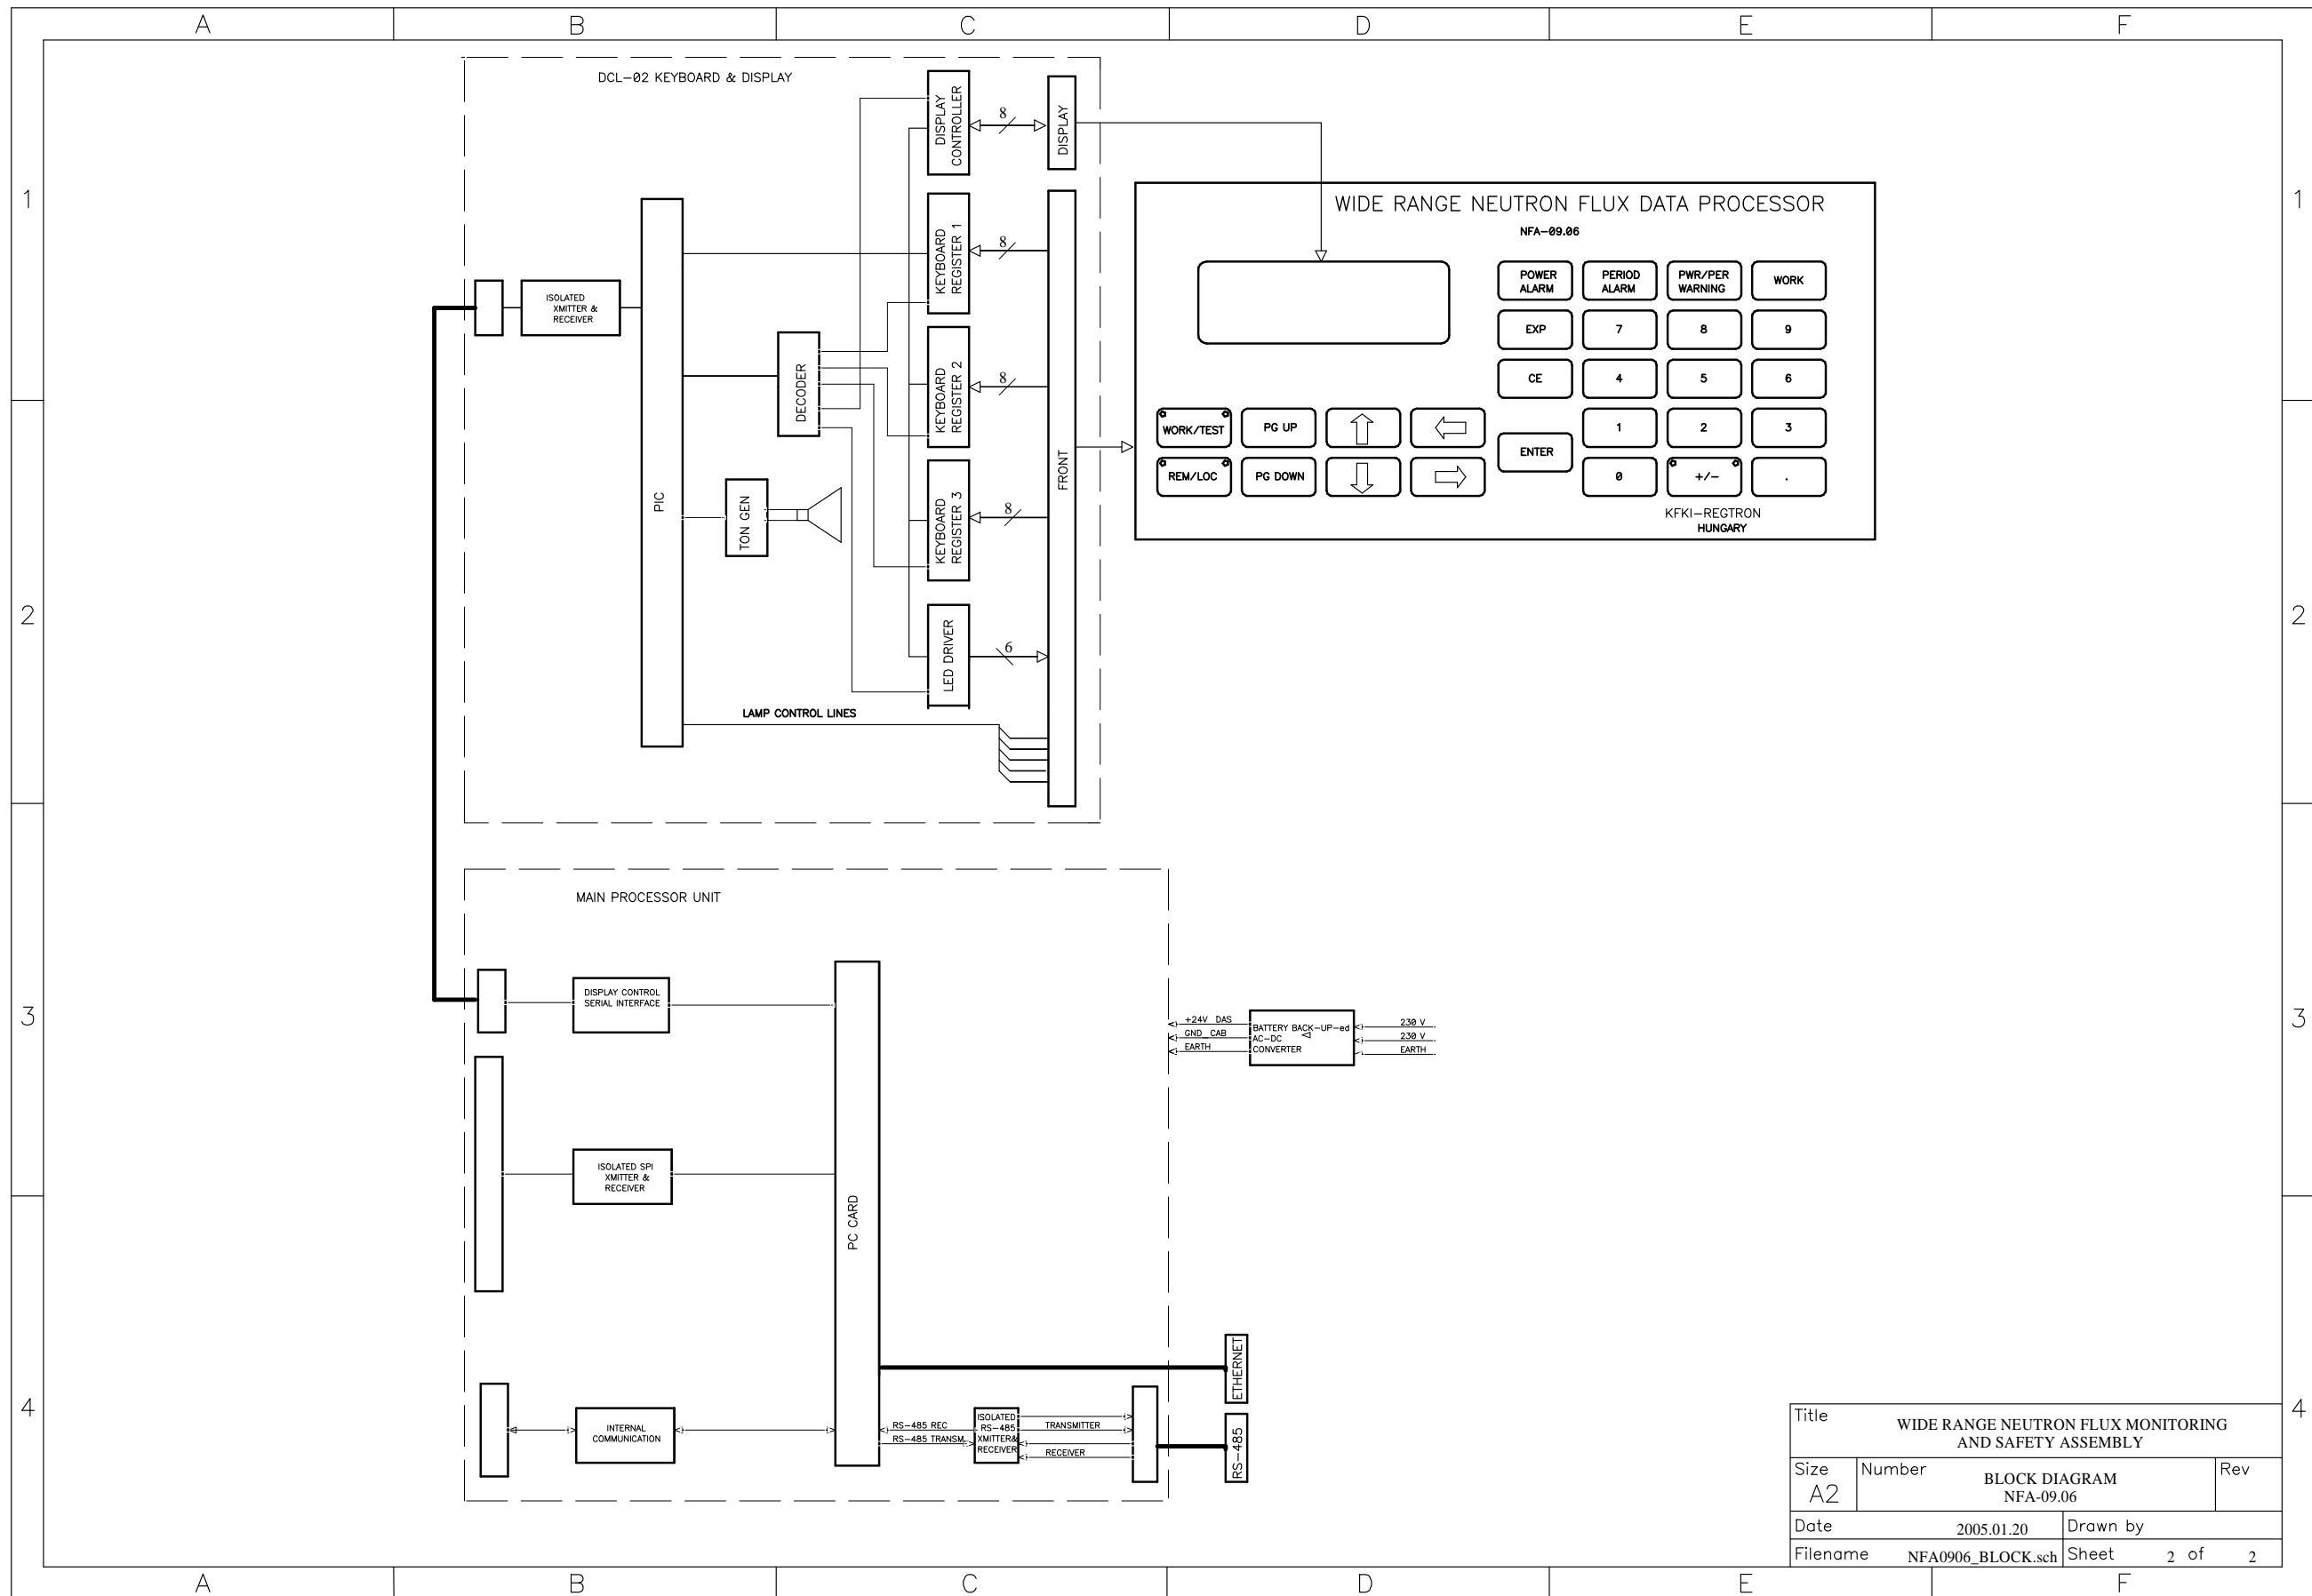 A B C D E F
DCL-02 KEYBOARD & DISPLAY
DISPLAY
CONTROLLER
8
DISPLAY
1
1
KEYBOARD
REGISTER 1
8
ISOLATED
XMITTER &
RECEIVER
PIC
DECODER
KEYBOARD
REGISTER 2
8
TON GEN
KEYBOARD
REGISTER 3
8
FRONT
LED DRIVER
6
LAMP CONTROL LINES
WIDE RANGE NEUTRON FLUX DATA PROCESSOR
NFA-09.06
POWER
ALARM
PERIOD
ALARM
PWR/PER
WARNING
WORK
EXP 7 8 9
CE 4 5 6
WORK/TEST PG UP
1 2 3
ENTER
REM/LOC PG DOWN
0 +/- .
KFKI-REGTRON
HUNGARY
2
2
MAIN PROCESSOR UNIT
DISPLAY CONTROL
SERIAL INTERFACE
3
3
+24V DAS
GND_CAB
EARTH
BATTERY BACK-UP-ed
AC-DC
CONVERTER
230 V
230 V
EARTH
ISOLATED SPI
XMITTER &
RECEIVER
PC CARD
ETHERNET
4
4
INTERNAL
COMMUNICATION
RS-485 REC
RS-485 TRANSM.
ISOLATED
RS-485
XMITTER&
RECEIVER
TRANSMITTER
RECEIVER
RS-485
Title
WIDE RANGE NEUTRON FLUX MONITORING
AND SAFETY ASSEMBLY
Size
A2
Number
BLOCK DIAGRAM
NFA-09.06
Rev
Date 2005.01.20 Drawn by
Filename NFA0906_BLOCK.sch Sheet 2 of 2
A B C D E F